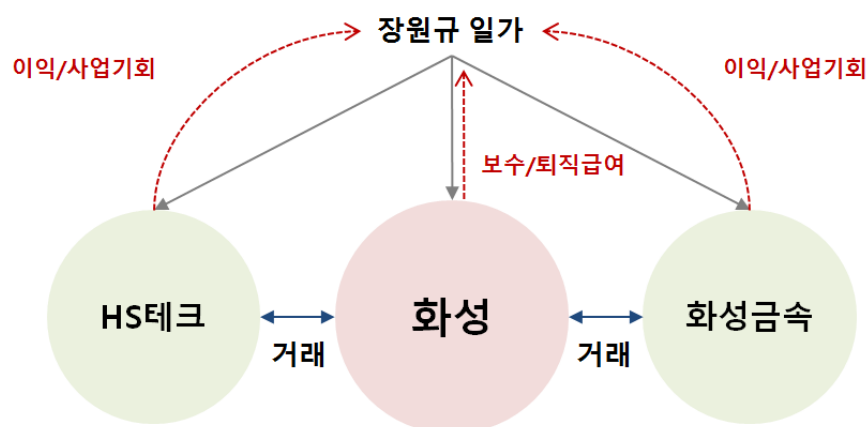 장원규 일가
이익/사업기회
이익/사업기회
보수/퇴직급여
HS테크
화성
화성금속
거래
거래